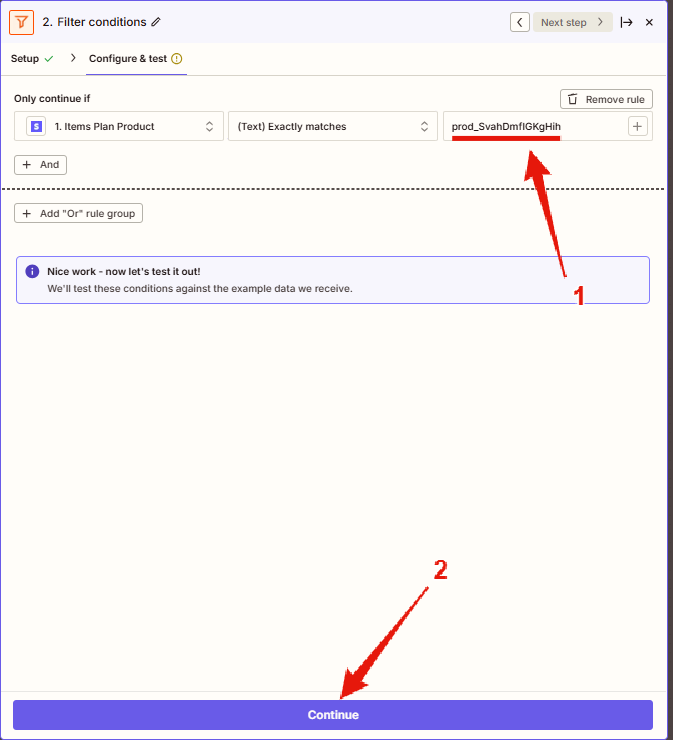 2. Filter conditions
Next step
Setup
Configure & test
Only continue if
Remove rule
1. Items Plan Product
(Text) Exactly matches
prod_SvahDmfIGKgHih
+ And
+ Add "Or" rule group
Nice work - now let's test it out!
We'll test these conditions against the example data we receive.
1
2
Continue